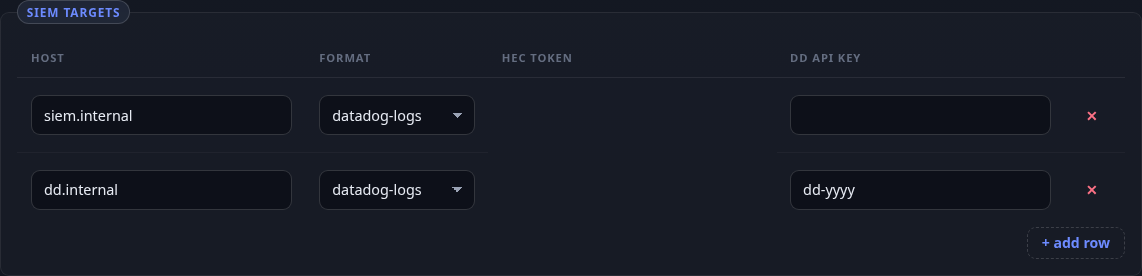 SIEM TARGETS
HOST FORMAT HEC TOKEN DD API KEY
siem.internal datadog-logs ×
dd.internal datadog-logs dd-yyyy ×
+ add row